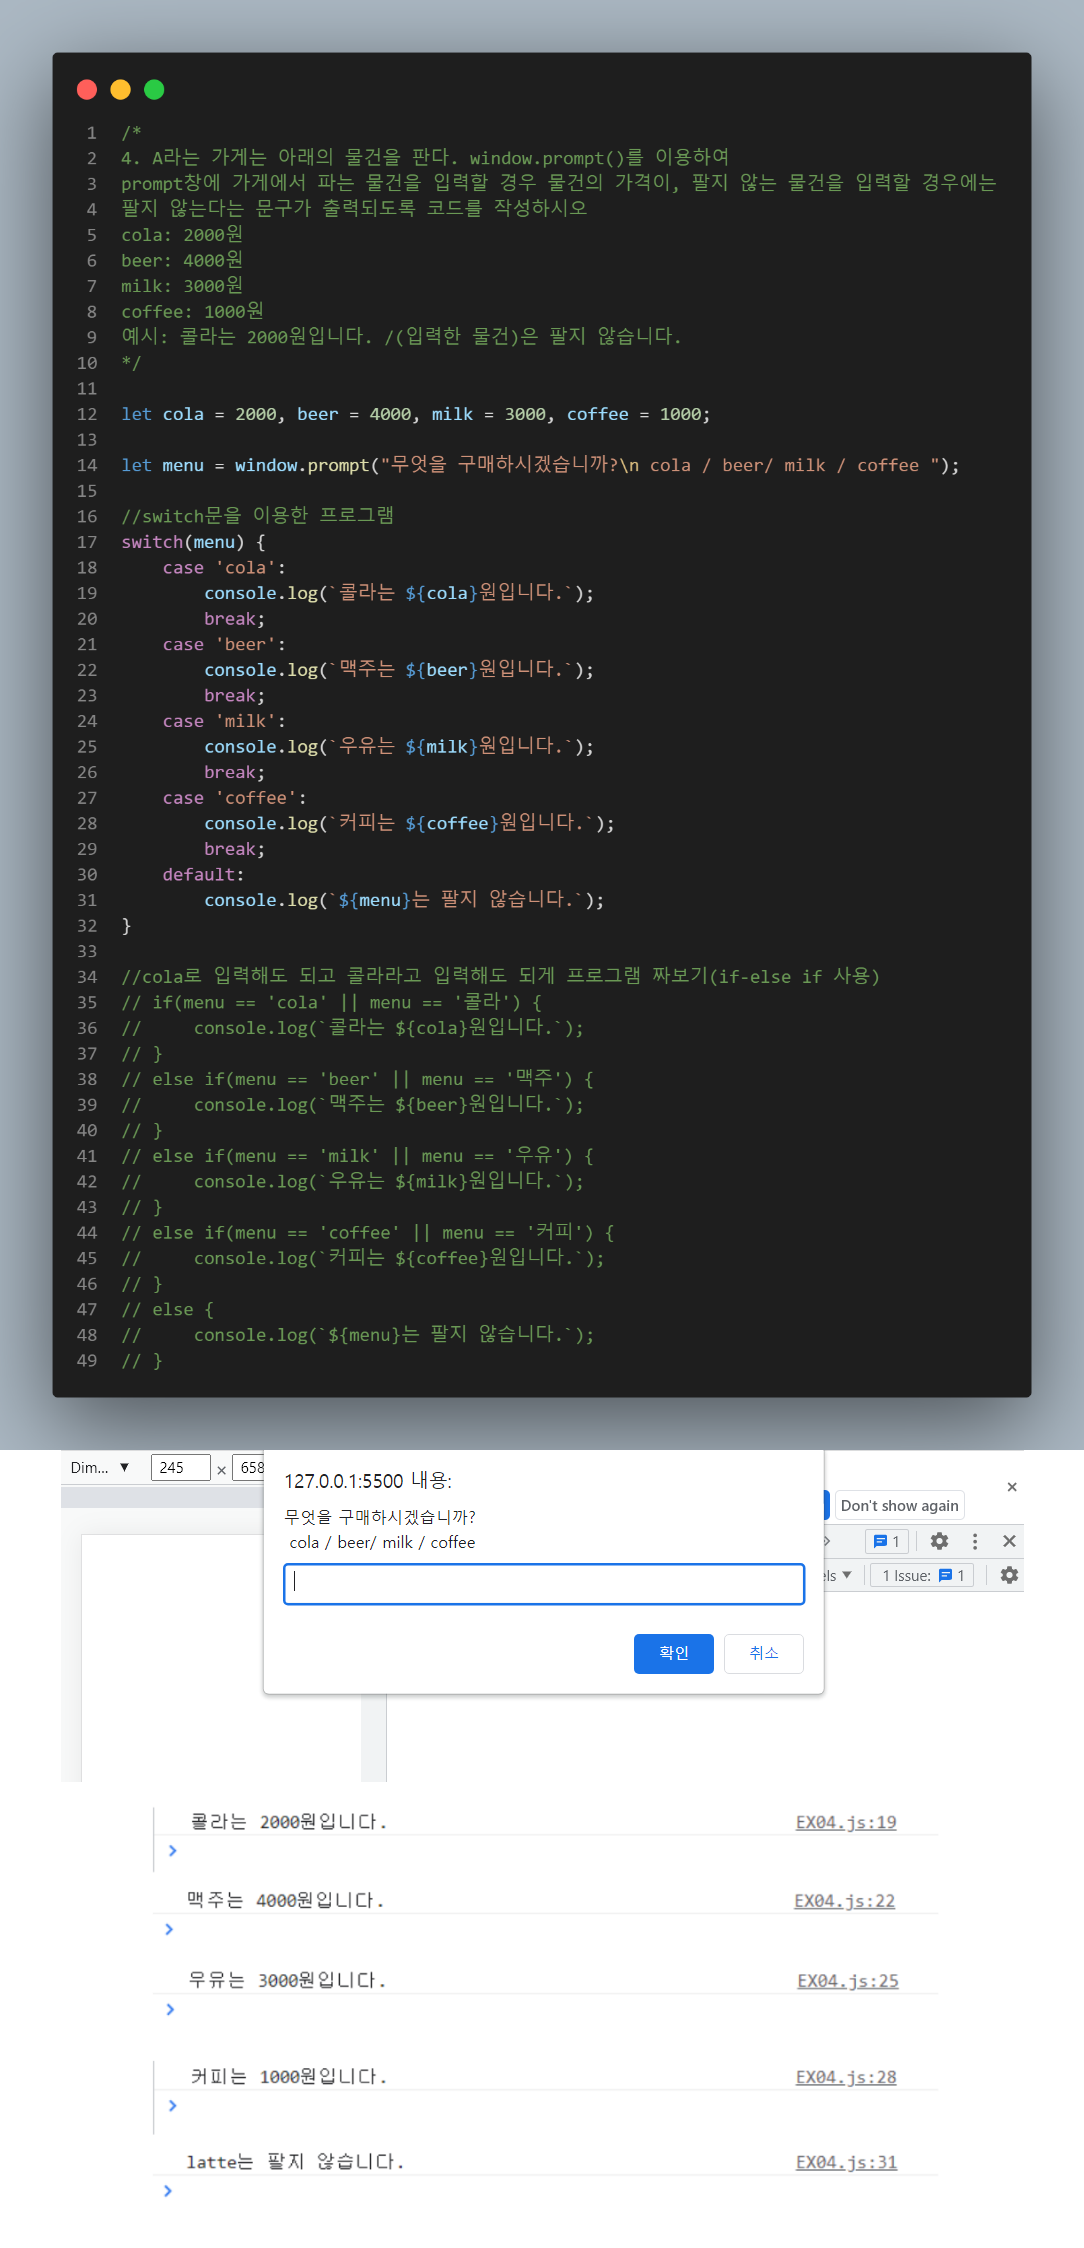 1 /*
2 4. A라는 가게는 아래의 물건을 판다. window.prompt()를 이용하여
3 prompt창에 가게에서 파는 물건을 입력할 경우 물건의 가격이, 팔지 않는 물건을 입력할 경우에는
4 팔지 않는다는 문구가 출력되도록 코드를 작성하시오
5 cola: 2000원
6 beer: 4000원
7 milk: 3000원
8 coffee: 1000원
9 예시: 콜라는 2000원입니다. /(입력한 물건)은 팔지 않습니다.
10 */
11
12 let cola = 2000, beer = 4000, milk = 3000, coffee = 1000;
13
14 let menu = window.prompt("무엇을 구매하시겠습니까?\n cola / beer/ milk / coffee ");
15
16 //switch문을 이용한 프로그램
17 switch(menu) {
18     case 'cola':
19         console.log(`콜라는 ${cola}원입니다.`);
20         break;
21     case 'beer':
22         console.log(`맥주는 ${beer}원입니다.`);
23         break;
24     case 'milk':
25         console.log(`우유는 ${milk}원입니다.`);
26         break;
27     case 'coffee':
28         console.log(`커피는 ${coffee}원입니다.`);
29         break;
30     default:
31         console.log(`${menu}는 팔지 않습니다.`);
32 }
33
34 //cola로 입력해도 되고 콜라라고 입력해도 되게 프로그램 짜보기(if-else if 사용)
35 // if(menu == 'cola' || menu == '콜라') {
36 //     console.log(`콜라는 ${cola}원입니다.`);
37 // }
38 // else if(menu == 'beer' || menu == '맥주') {
39 //     console.log(`맥주는 ${beer}원입니다.`);
40 // }
41 // else if(menu == 'milk' || menu == '우유') {
42 //     console.log(`우유는 ${milk}원입니다.`);
43 // }
44 // else if(menu == 'coffee' || menu == '커피') {
45 //     console.log(`커피는 ${coffee}원입니다.`);
46 // }
47 // else {
48 //     console.log(`${menu}는 팔지 않습니다.`);
49 // }
Dim... ▼ 245 × 658
127.0.0.1:5500 내용:
무엇을 구매하시겠습니까?
cola / beer/ milk / coffee
확인 취소
Don't show again
1
els ▼ 1 Issue: 1
콜라는 2000원입니다. EX04.js:19
맥주는 4000원입니다. EX04.js:22
우유는 3000원입니다. EX04.js:25
커피는 1000원입니다. EX04.js:28
latte는 팔지 않습니다. EX04.js:31